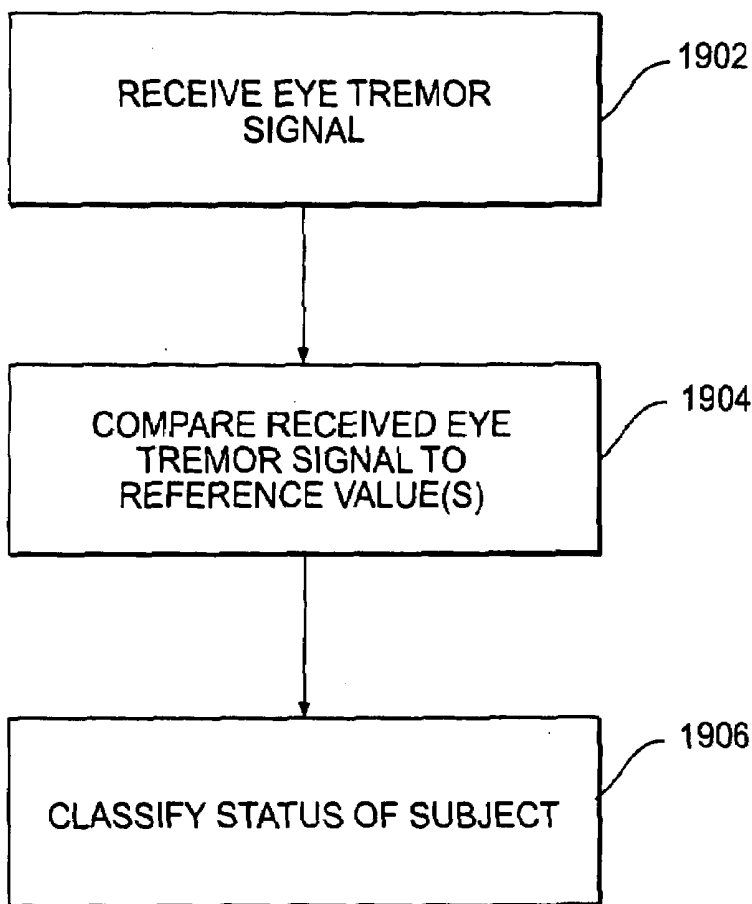 RECEIVE EYE TREMOR
SIGNAL
1902
COMPARE RECEIVED EYE
TREMOR SIGNAL TO
REFERENCE VALUE(S)
1904
CLASSIFY STATUS OF SUBJECT
1906